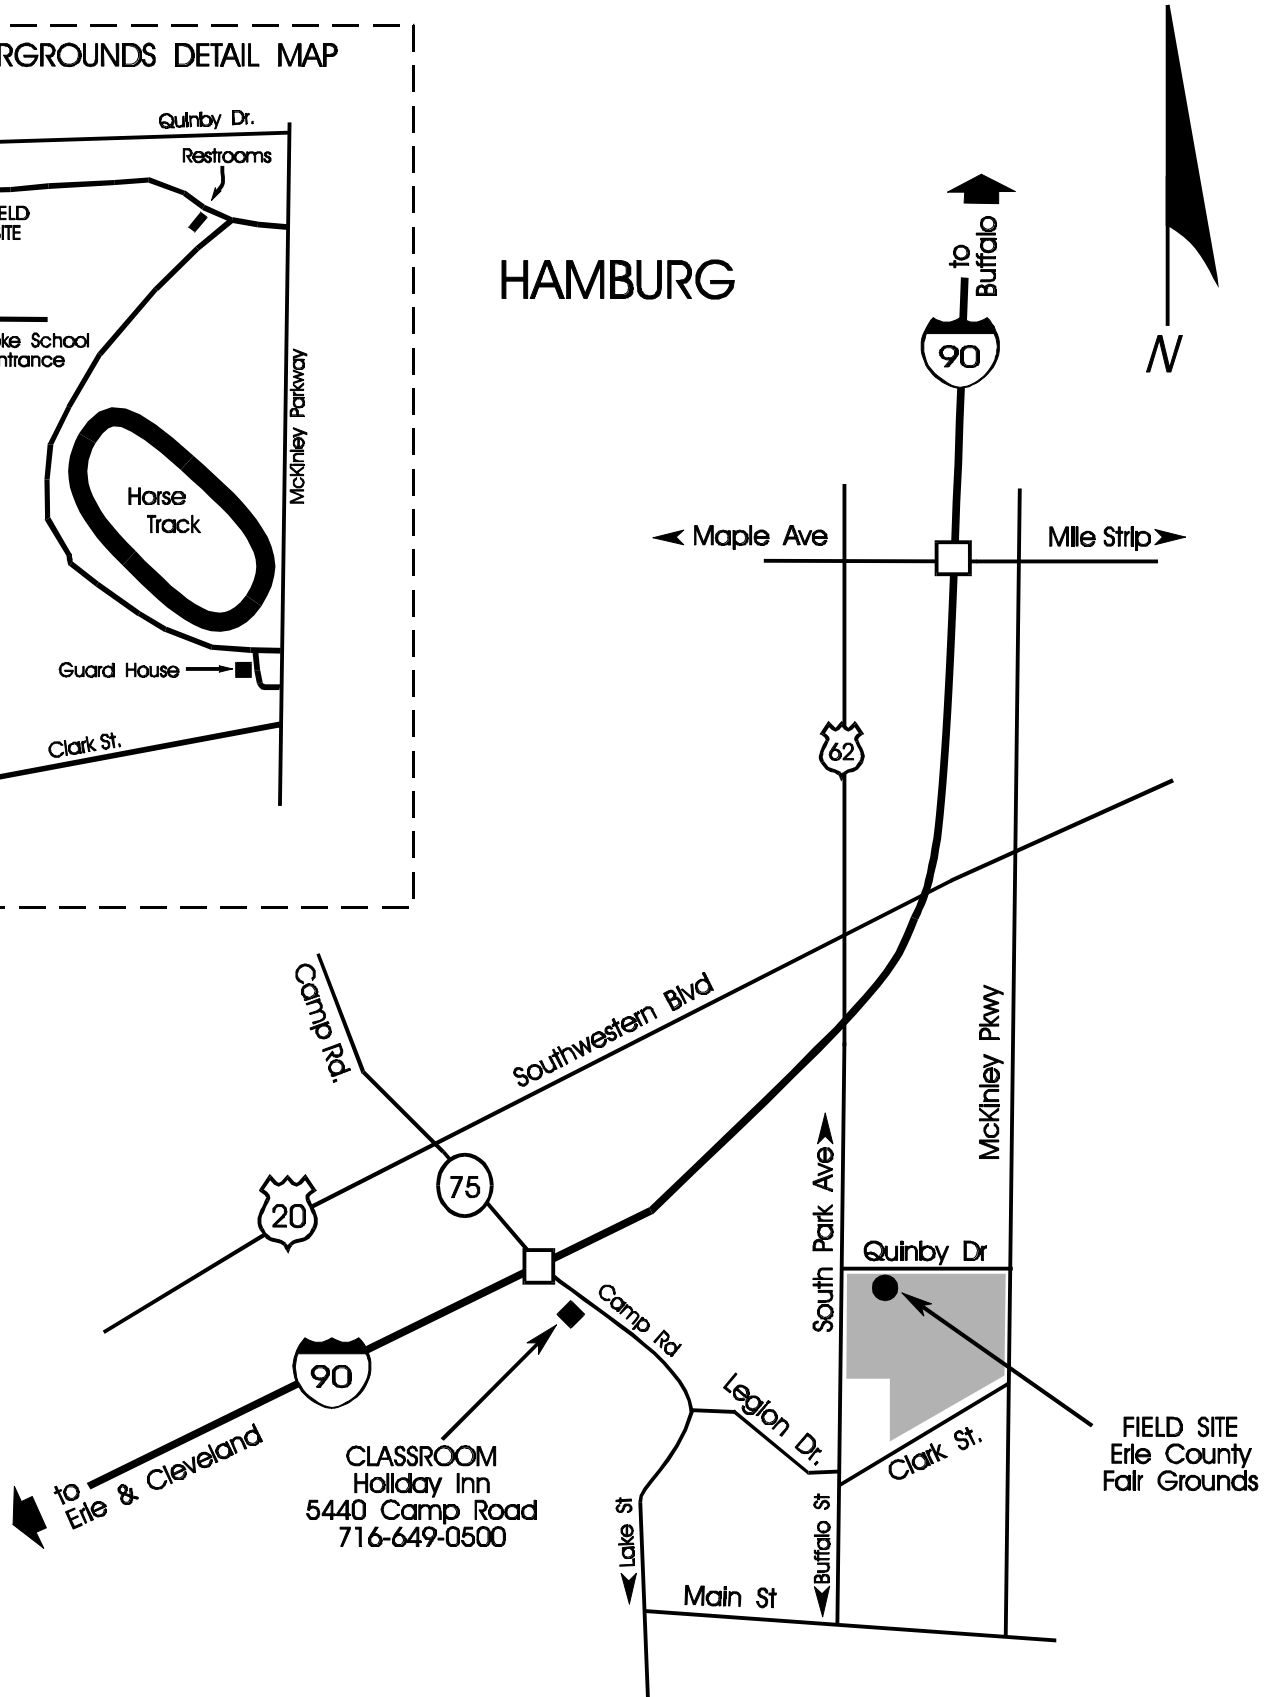 RGROUNDS DETAIL MAP
Quinby Dr.
Restrooms
ELD
ITE
ke School
ntrance
McKinley Parkway
Horse
Track
Guard House
Clark St.
HAMBURG
to
Buffalo
90
N
Maple Ave
Mile Strip
62
Camp Rd.
Southwestern Blvd
McKinley Pkwy
75
20
South Park Ave
Quinby Dr
Camp Rd
90
Legion Dr.
Clark St.
to
Erie & Cleveland
CLASSROOM
Holiday Inn
5440 Camp Road
716-649-0500
FIELD SITE
Erie County
Fair Grounds
Lake St
Buffalo St
Main St